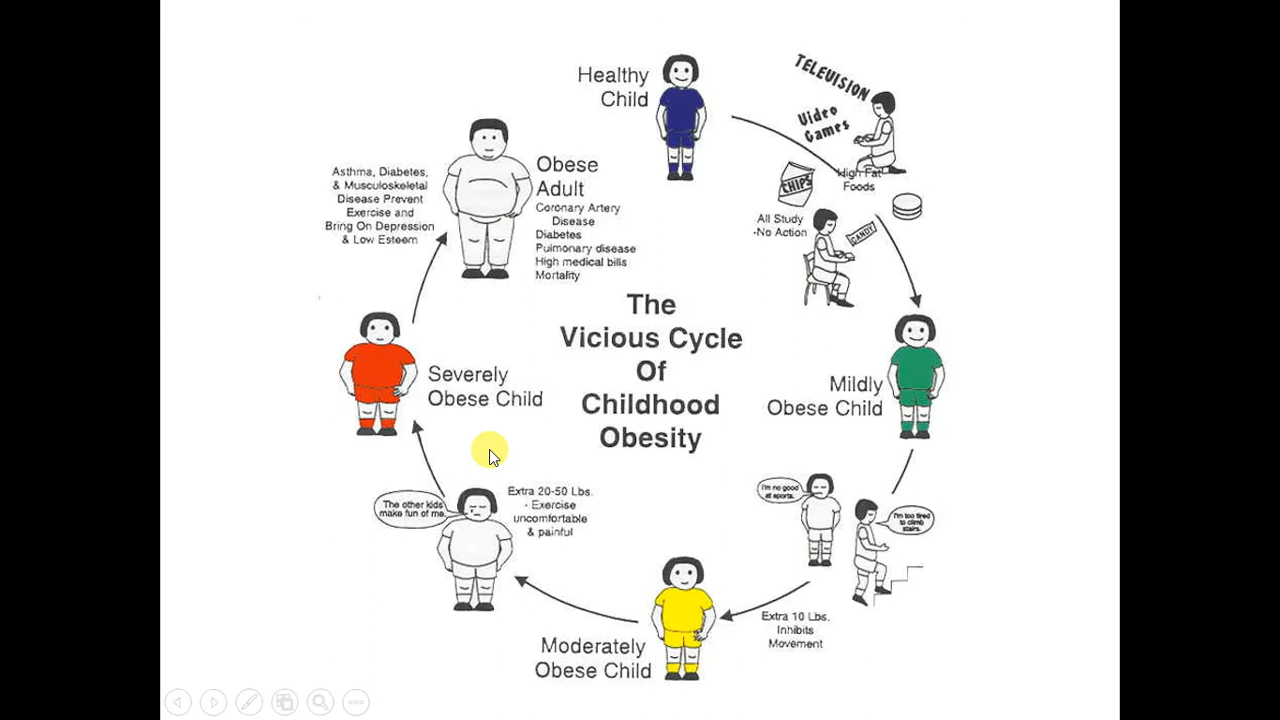 Healthy
Child
TELEVISION
Video
Games
High Fat
Foods
CHIPS
All Study
-No Action
CANDY
Mildly
Obese Child
I'm no good
at sports.
I'm too tired
to climb
stairs.
Extra 10 Lbs.
Inhibits
Movement
Moderately
Obese Child
Extra 20-50 Lbs.
- Exercise
uncomfortable
& painful
The other kids
make fun of me.
Severely
Obese Child
Asthma, Diabetes,
& Musculoskeletal
Disease Prevent
Exercise and
Bring On Depression
& Low Esteem
Obese
Adult
Coronary Artery
Disease
Diabetes
Pulmonary disease
High medical bills
Mortality
The
Vicious Cycle
Of
Childhood
Obesity